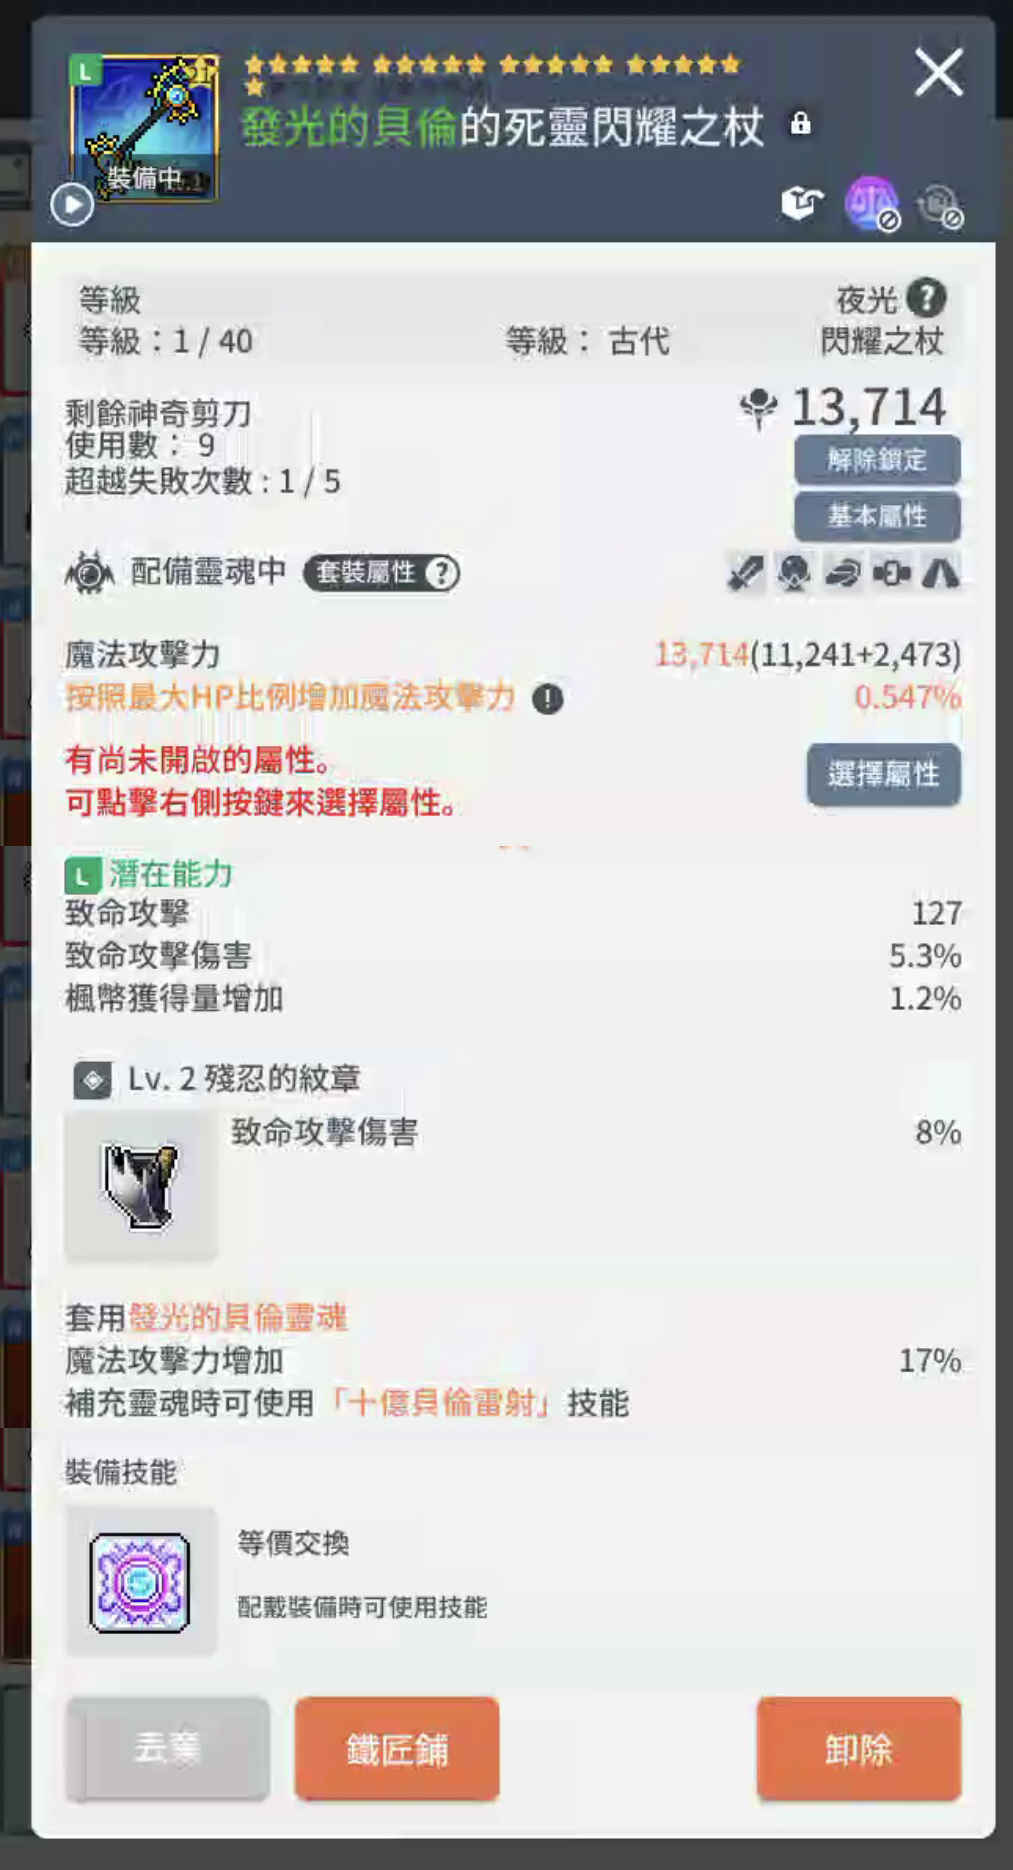 L
發光的貝倫的死靈閃耀之杖
裝備中
等級
夜光 ?
等級：1 / 40
等級： 古代
閃耀之杖
剩餘神奇剪刀
使用數： 9
13,714
解除鎖定
超越失敗次數 : 1 / 5
基本屬性
配備靈魂中
套裝屬性 ?
魔法攻擊力
13,714(11,241+2,473)
按照最大HP比例增加魔法攻擊力 !
0.547%
有尚未開啟的屬性。
可點擊右側按鍵來選擇屬性。
選擇屬性
L 潛在能力
致命攻擊
127
致命攻擊傷害
5.3%
楓幣獲得量增加
1.2%
Lv. 2 殘忍的紋章
致命攻擊傷害
8%
套用發光的貝倫靈魂
魔法攻擊力增加
17%
補充靈魂時可使用「十億貝倫雷射」技能
裝備技能
等價交換
配戴裝備時可使用技能
丟棄
鐵匠鋪
卸除